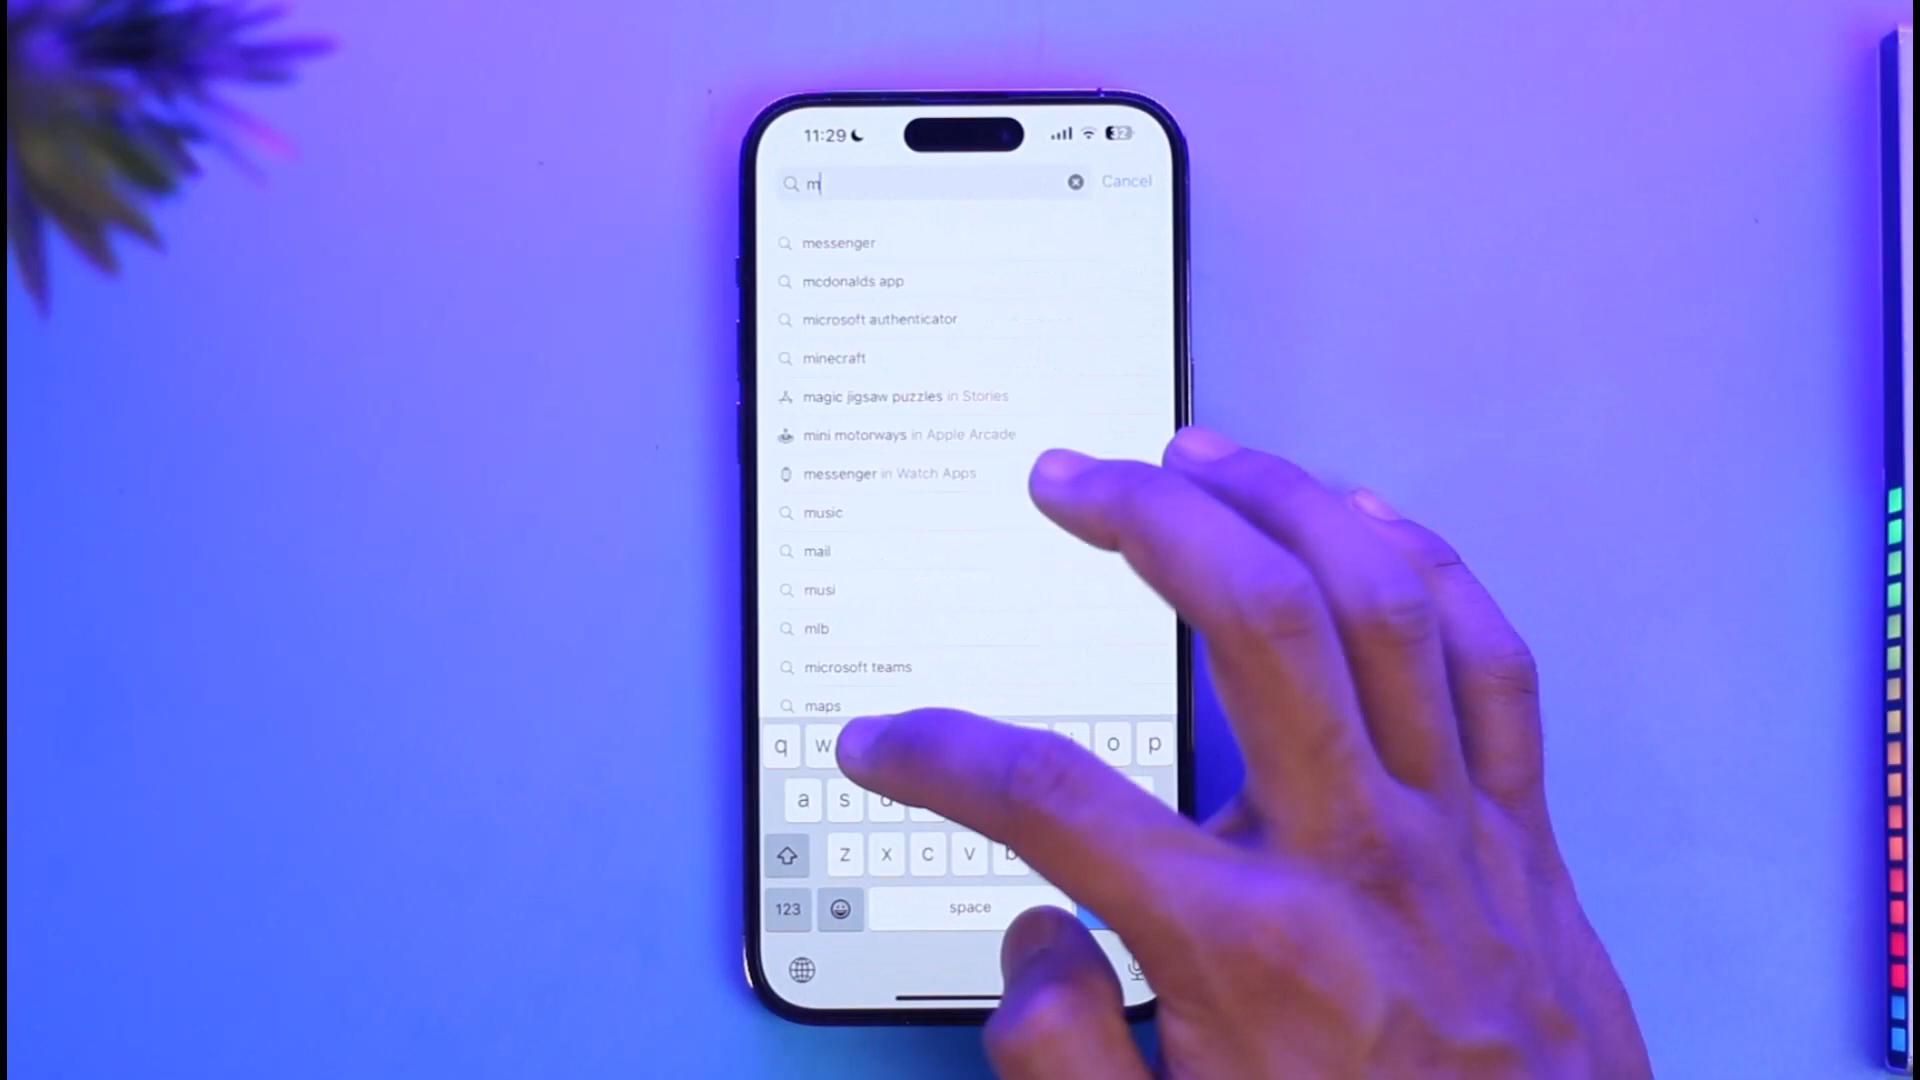 11:29 32
m Cancel
messenger
mcdonalds app
microsoft authenticator
minecraft
magic jigsaw puzzles in Stories
mini motorways in Apple Arcade
messenger in Watch Apps
music
mail
musi
mlb
microsoft teams
maps
q w o p
a s d
z x c v b
123 space